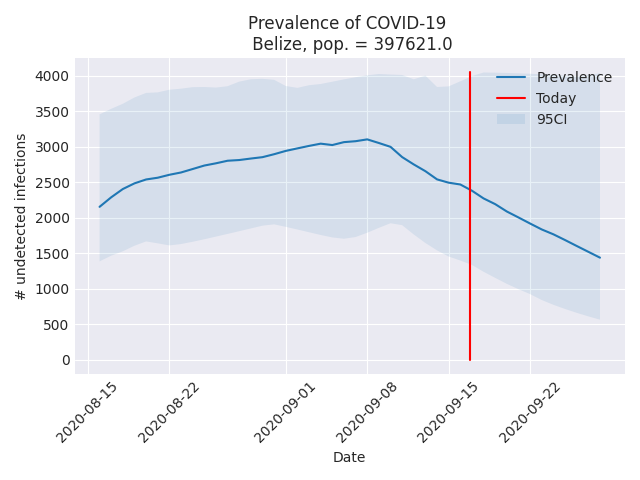 Prevalence of COVID-19
Belize, pop. = 397621.0
4000
3500
3000
2500
2000
1500
1000
500
0
# undetected infections
Prevalence
Today
95CI
2020-08-15
2020-08-22
2020-09-01
2020-09-08
2020-09-15
2020-09-22
Date